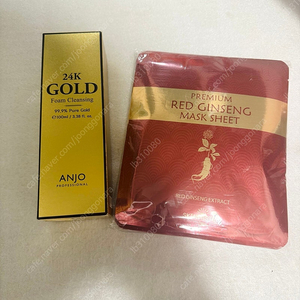 24K
GOLD
Foam Cleansing
99.9% Pure Gold
ANJO
PROFESSIONAL
PREMIUM
RED GINSENG
MASK SHEET
RED GINSENG EXTRACT